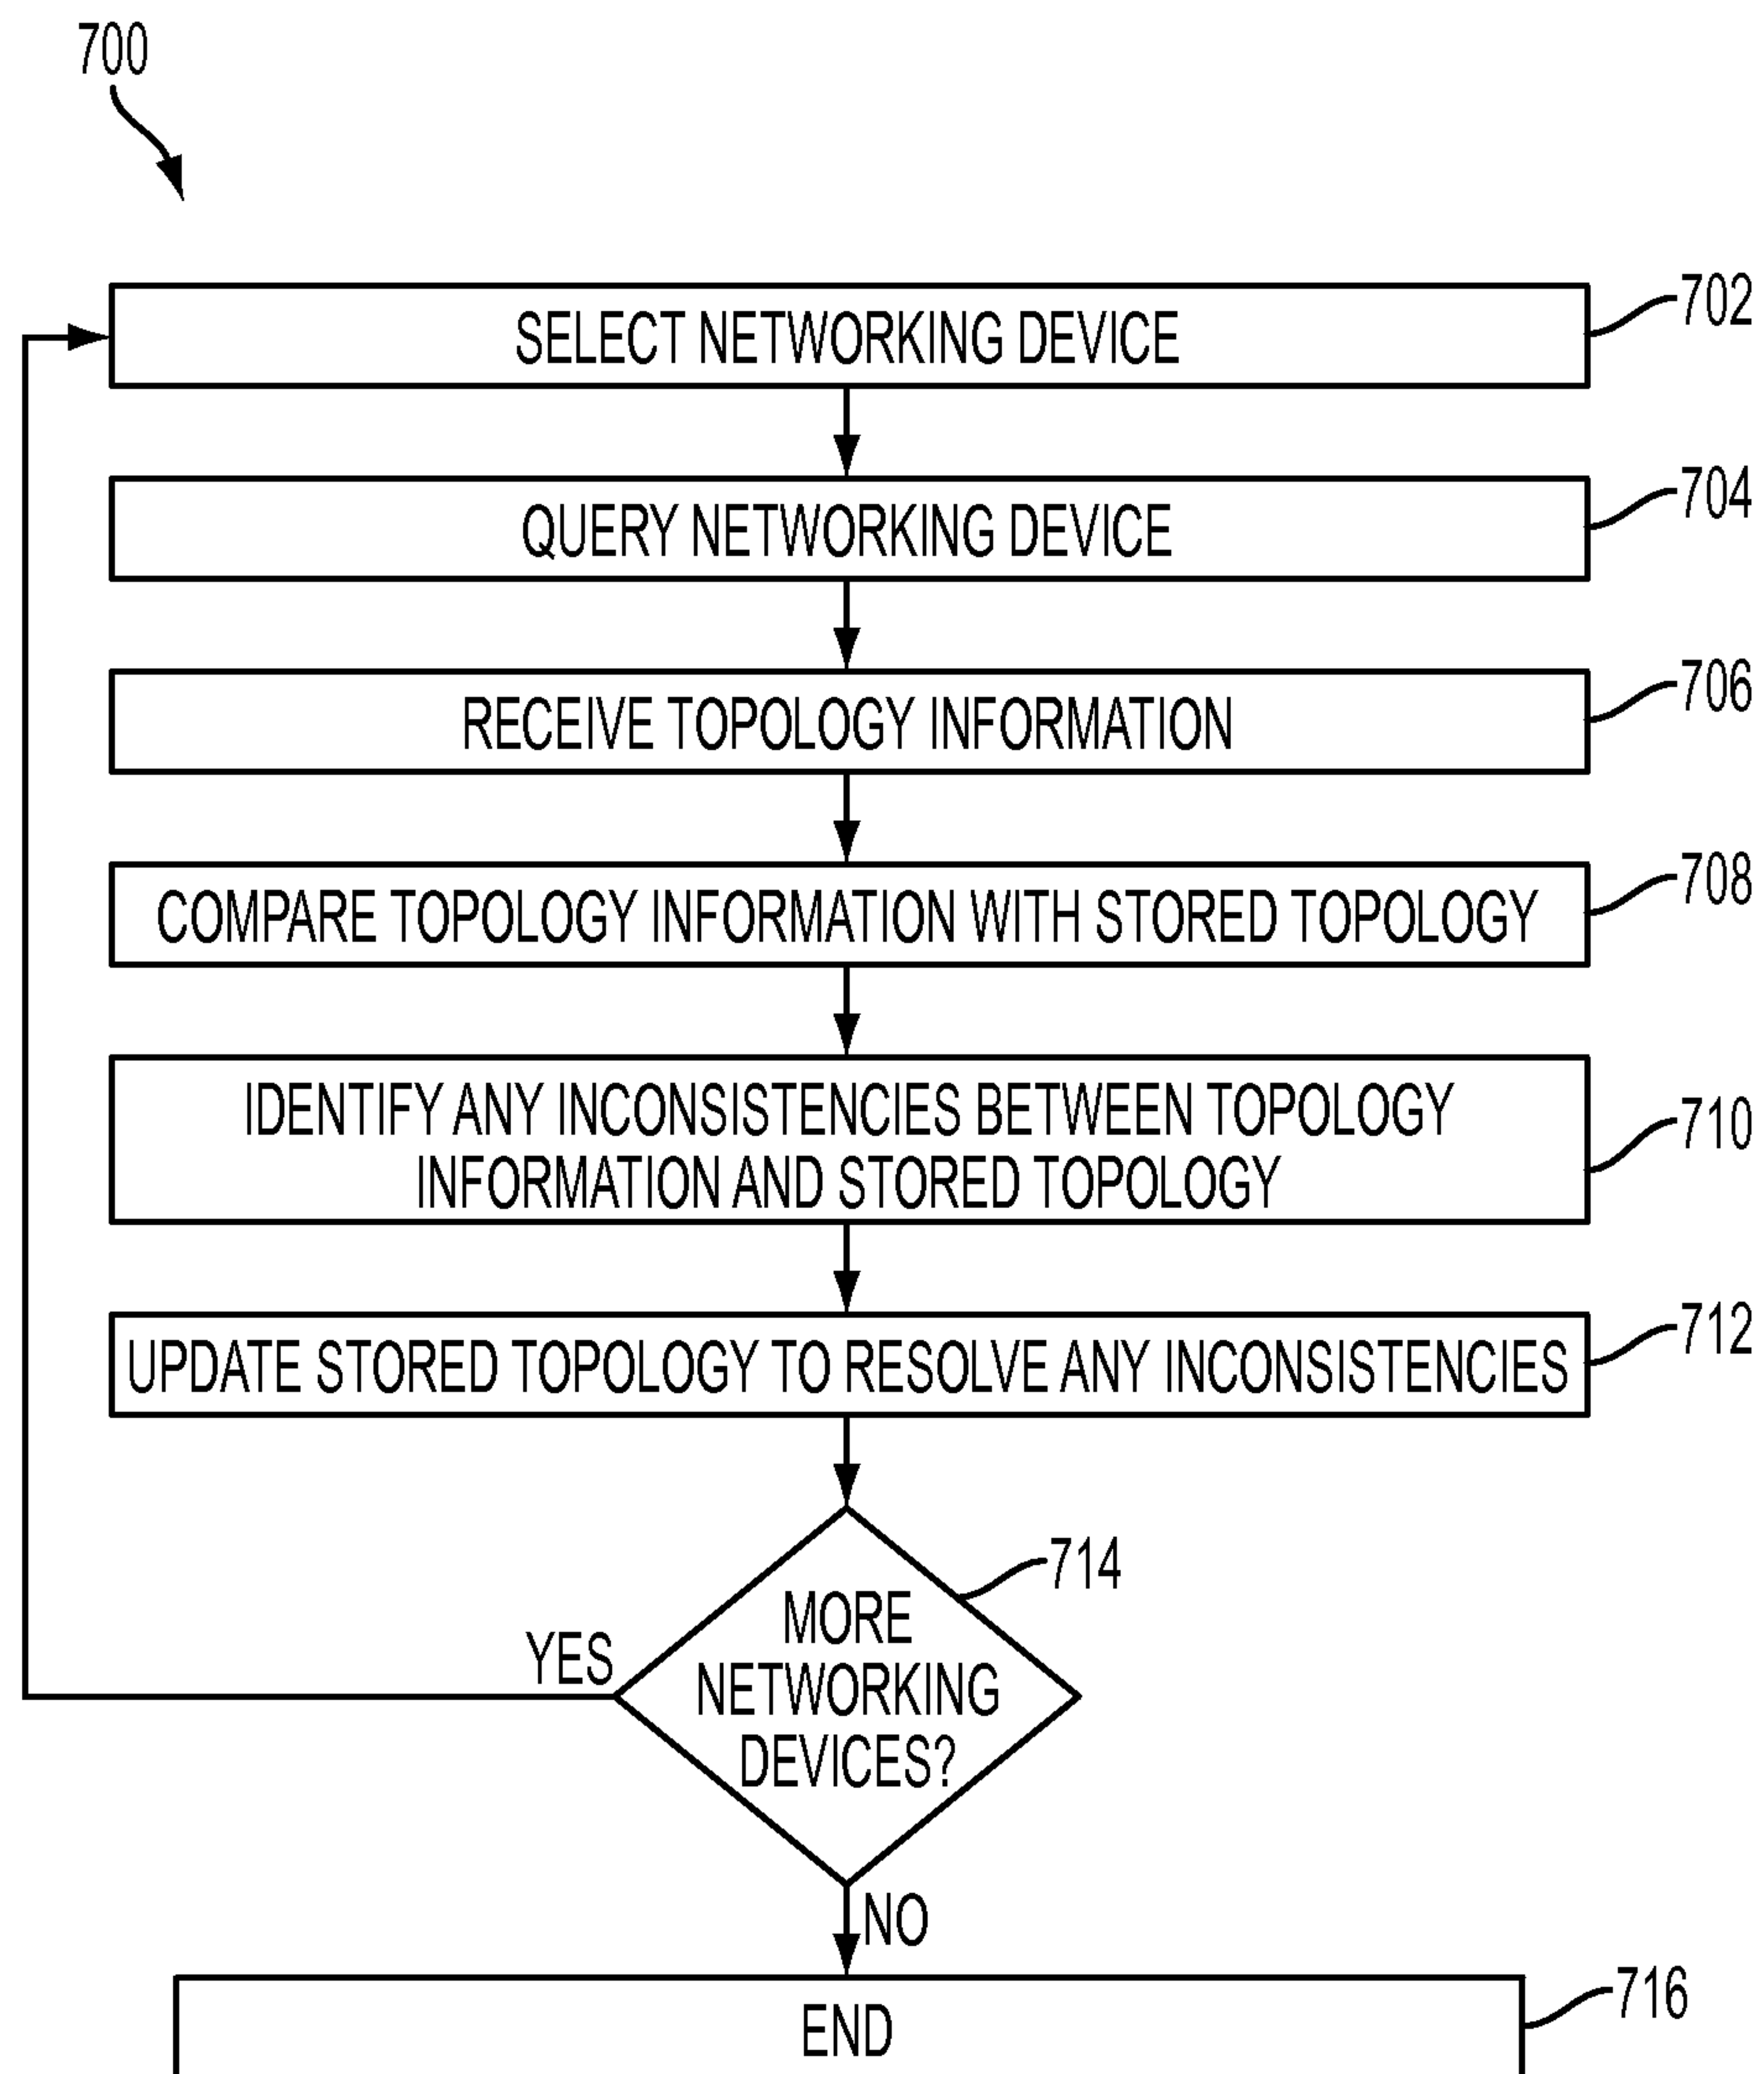 700
SELECT NETWORKING DEVICE
702
QUERY NETWORKING DEVICE
704
RECEIVE TOPOLOGY INFORMATION
706
COMPARE TOPOLOGY INFORMATION WITH STORED TOPOLOGY
708
IDENTIFY ANY INCONSISTENCIES BETWEEN TOPOLOGY
INFORMATION AND STORED TOPOLOGY
710
UPDATE STORED TOPOLOGY TO RESOLVE ANY INCONSISTENCIES
712
714
MORE
NETWORKING
DEVICES?
YES
NO
END
716